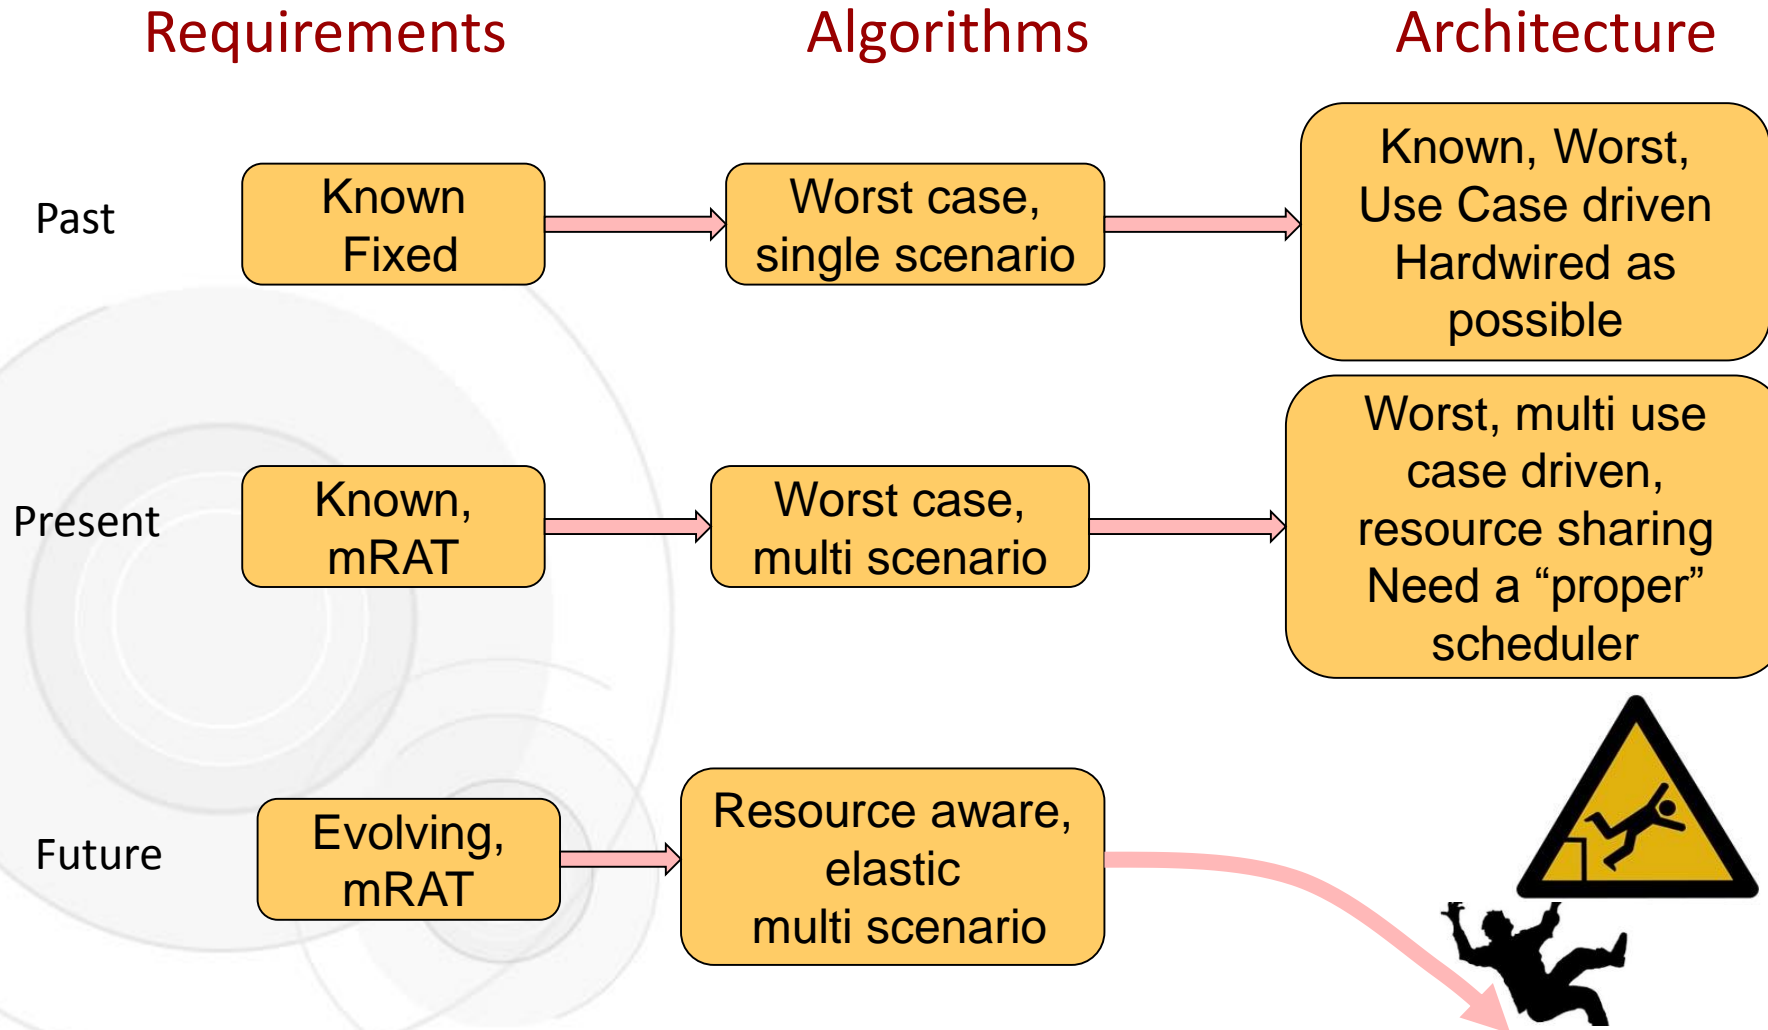 Requirements
Algorithms
Architecture
Past
Known
Fixed
Worst case,
single scenario
Known, Worst,
Use Case driven
Hardwired as
possible
Present
Known,
mRAT
Worst case,
multi scenario
Worst, multi use
case driven,
resource sharing
Need a “proper”
scheduler
Future
Evolving,
mRAT
Resource aware,
elastic
multi scenario